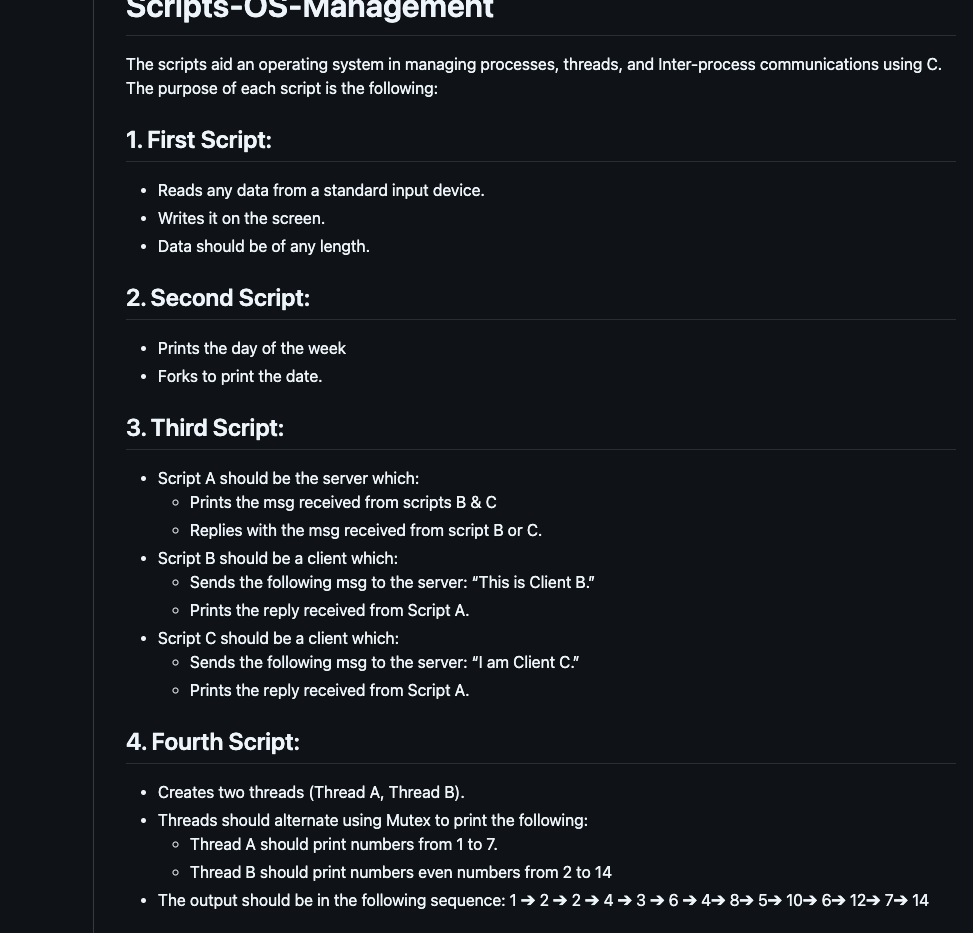 Scripts-OS-Management
The scripts aid an operating system in managing processes, threads, and Inter-process communications using C.
The purpose of each script is the following:
1. First Script:
• Reads any data from a standard input device.
• Writes it on the screen.
• Data should be of any length.
2. Second Script:
• Prints the day of the week
• Forks to print the date.
3. Third Script:
• Script A should be the server which:
◦ Prints the msg received from scripts B & C
◦ Replies with the msg received from script B or C.
• Script B should be a client which:
◦ Sends the following msg to the server: “This is Client B.”
◦ Prints the reply received from Script A.
• Script C should be a client which:
◦ Sends the following msg to the server: “I am Client C.”
◦ Prints the reply received from Script A.
4. Fourth Script:
• Creates two threads (Thread A, Thread B).
• Threads should alternate using Mutex to print the following:
◦ Thread A should print numbers from 1 to 7.
◦ Thread B should print numbers even numbers from 2 to 14
• The output should be in the following sequence: 1 ➔ 2 ➔ 2 ➔ 4 ➔ 3 ➔ 6 ➔ 4➔ 8➔ 5➔ 10➔ 6➔ 12➔ 7➔ 14